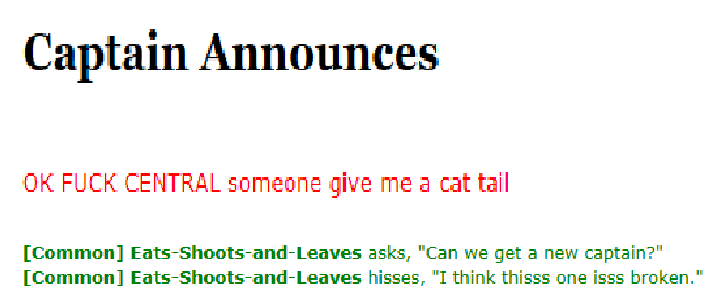 Captain Announces
OK FUCK CENTRAL someone give me a cat tail
[Common] Eats-Shoots-and-Leaves asks, "Can we get a new captain?"
[Common] Eats-Shoots-and-Leaves hisses, "I think thisss one isss broken."